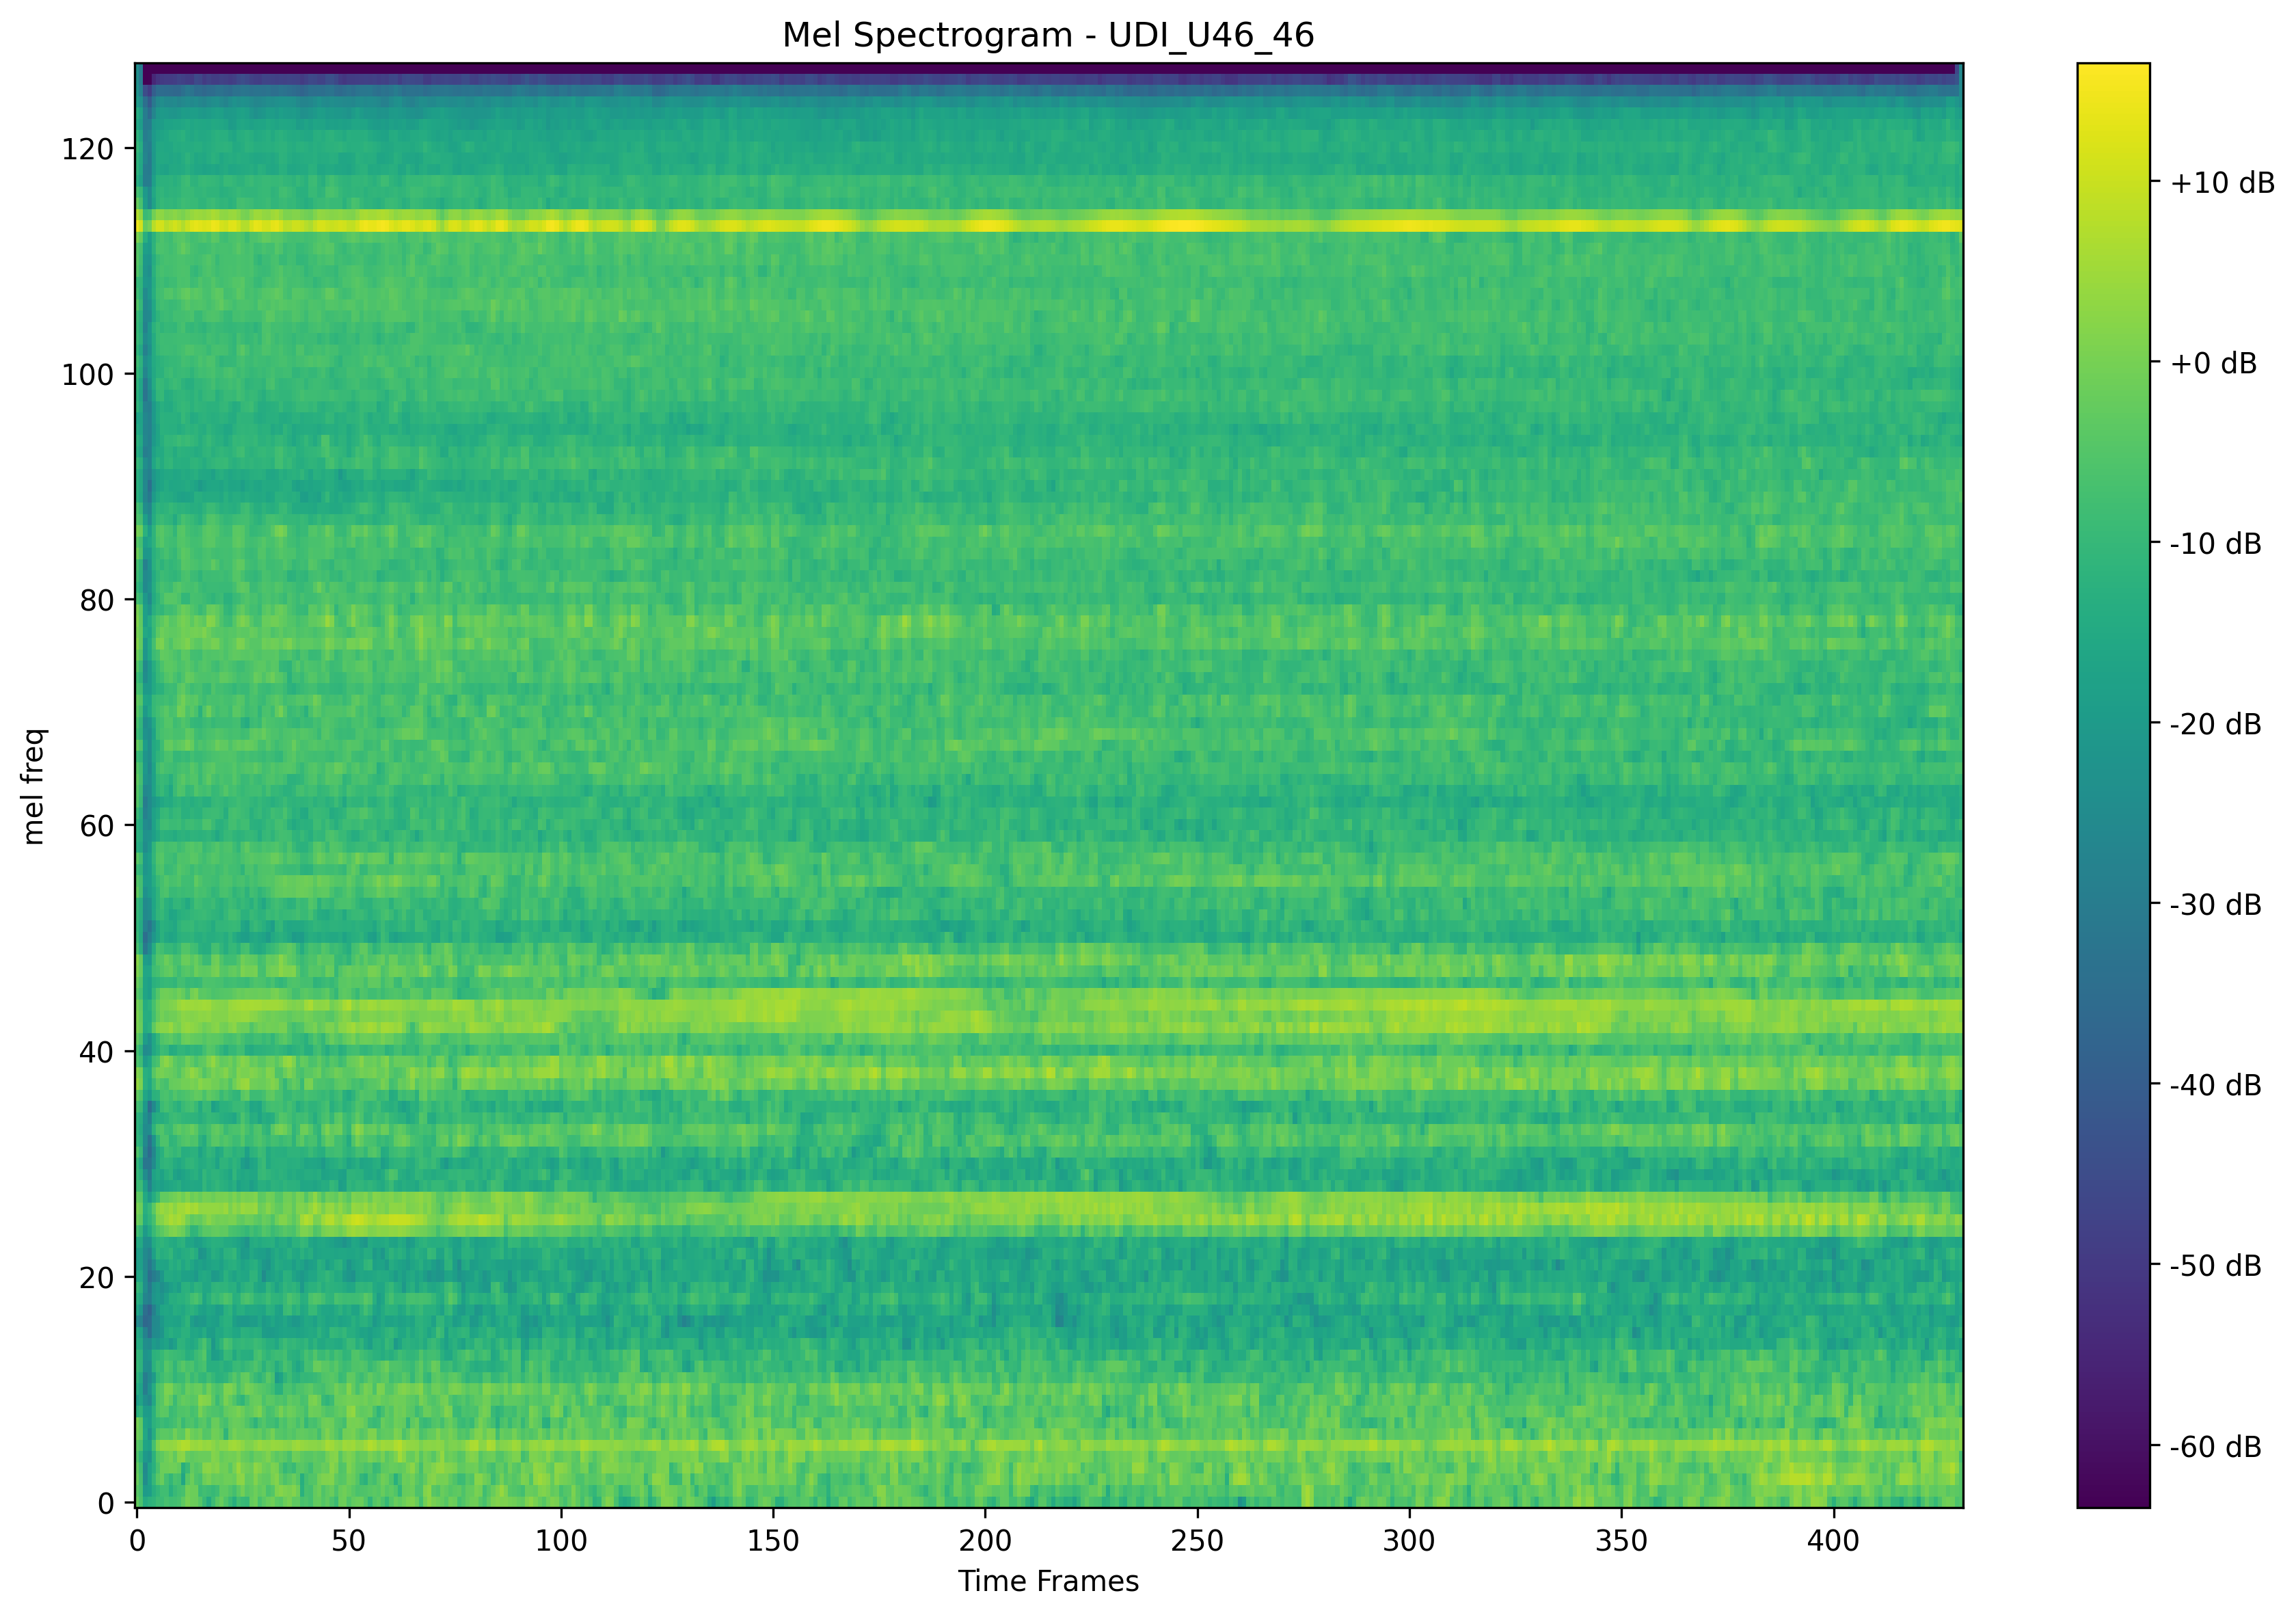 Mel Spectrogram - UDI_U46_46
mel freq
120
100
80
60
40
20
0
0 50 100 150 200 250 300 350 400
Time Frames
+10 dB
+0 dB
-10 dB
-20 dB
-30 dB
-40 dB
-50 dB
-60 dB